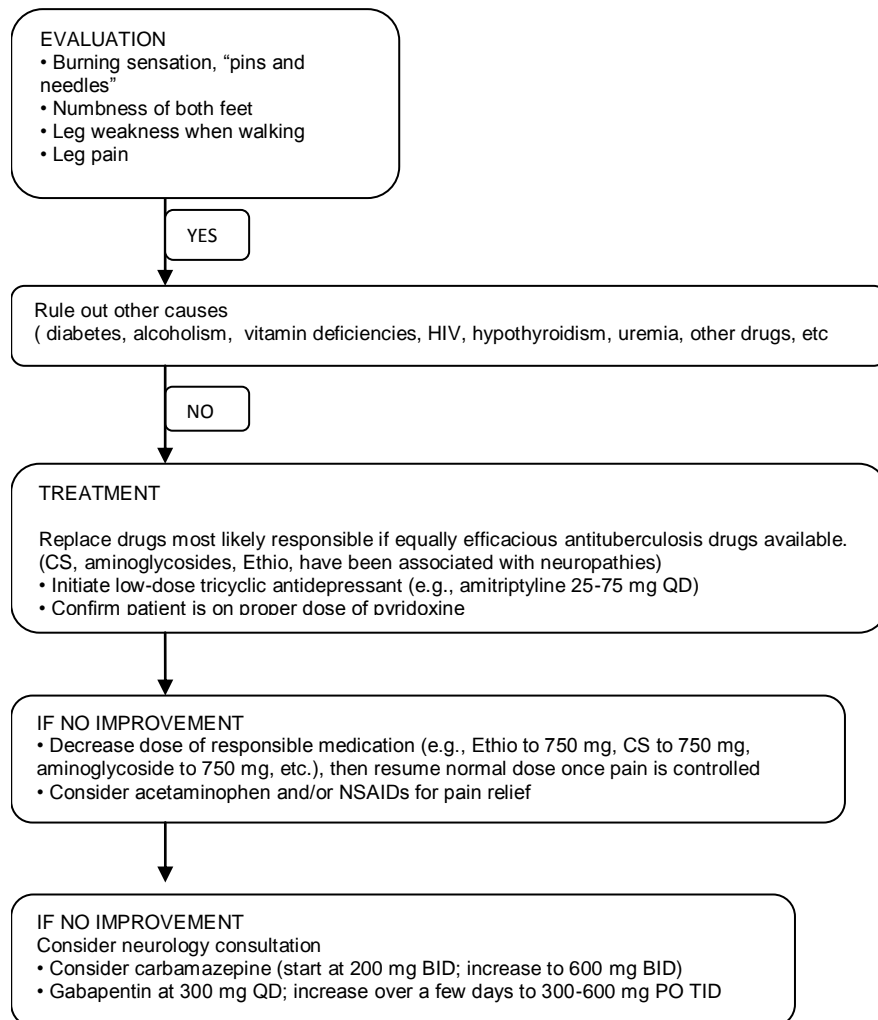 EVALUATION
• Burning sensation, “pins and
needles”
• Numbness of both feet
• Leg weakness when walking
• Leg pain
YES
Rule out other causes
( diabetes, alcoholism, vitamin deficiencies, HIV, hypothyroidism, uremia, other drugs, etc
NO
TREATMENT
Replace drugs most likely responsible if equally efficacious antituberculosis drugs available.
(CS, aminoglycosides, Ethio, have been associated with neuropathies)
• Initiate low-dose tricyclic antidepressant (e.g., amitriptyline 25-75 mg QD)
• Confirm patient is on proper dose of pyridoxine
IF NO IMPROVEMENT
• Decrease dose of responsible medication (e.g., Ethio to 750 mg, CS to 750 mg,
aminoglycoside to 750 mg, etc.), then resume normal dose once pain is controlled
• Consider acetaminophen and/or NSAIDs for pain relief
IF NO IMPROVEMENT
Consider neurology consultation
• Consider carbamazepine (start at 200 mg BID; increase to 600 mg BID)
• Gabapentin at 300 mg QD; increase over a few days to 300-600 mg PO TID